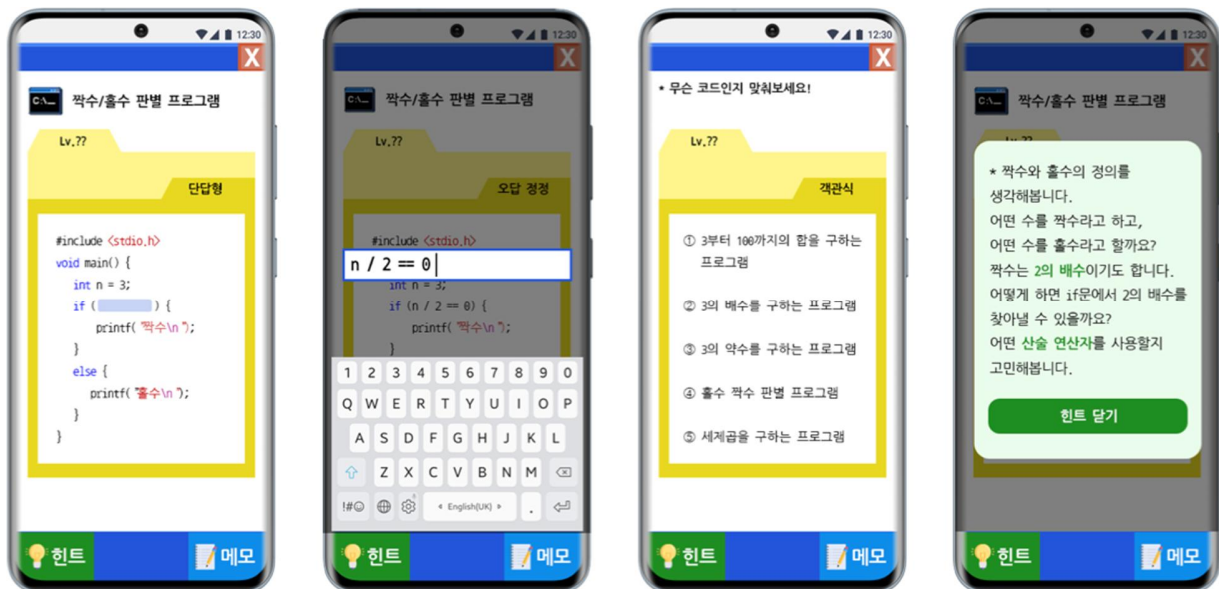 12:30
X
C:\_
짝수/홀수 판별 프로그램
Lv.??
단답형
#include <stdio.h>
void main() {
int n = 3;
if ( ) {
printf( "짝수\n");
}
else {
printf( "홀수\n");
}
}
힌트
메모
12:30
X
C:\_
짝수/홀수 판별 프로그램
Lv.??
오답 정정
#include <stdio.h>
n / 2 == 0
int n = 3;
if (n / 2 == 0) {
printf( "짝수\n");
}
1 2 3 4 5 6 7 8 9 0
Q W E R T Y U I O P
A S D F G H J K L
Z X C V B N M
!#☺ English(UK) .
힌트
메모
12:30
X
* 무슨 코드인지 맞춰보세요!
Lv.??
객관식
① 3부터 100까지의 합을 구하는
프로그램
② 3의 배수를 구하는 프로그램
③ 3의 약수를 구하는 프로그램
④ 홀수 짝수 판별 프로그램
⑤ 세제곱을 구하는 프로그램
힌트
메모
12:30
X
C:\_
짝수/홀수 판별 프로그램
Lv.??
* 짝수와 홀수의 정의를
생각해봅니다.
어떤 수를 짝수라고 하고,
어떤 수를 홀수라고 할까요?
짝수는 2의 배수이기도 합니다.
어떻게 하면 if문에서 2의 배수를
찾아낼 수 있을까요?
어떤 산술 연산자를 사용할지
고민해봅니다.
힌트 닫기
힌트
메모